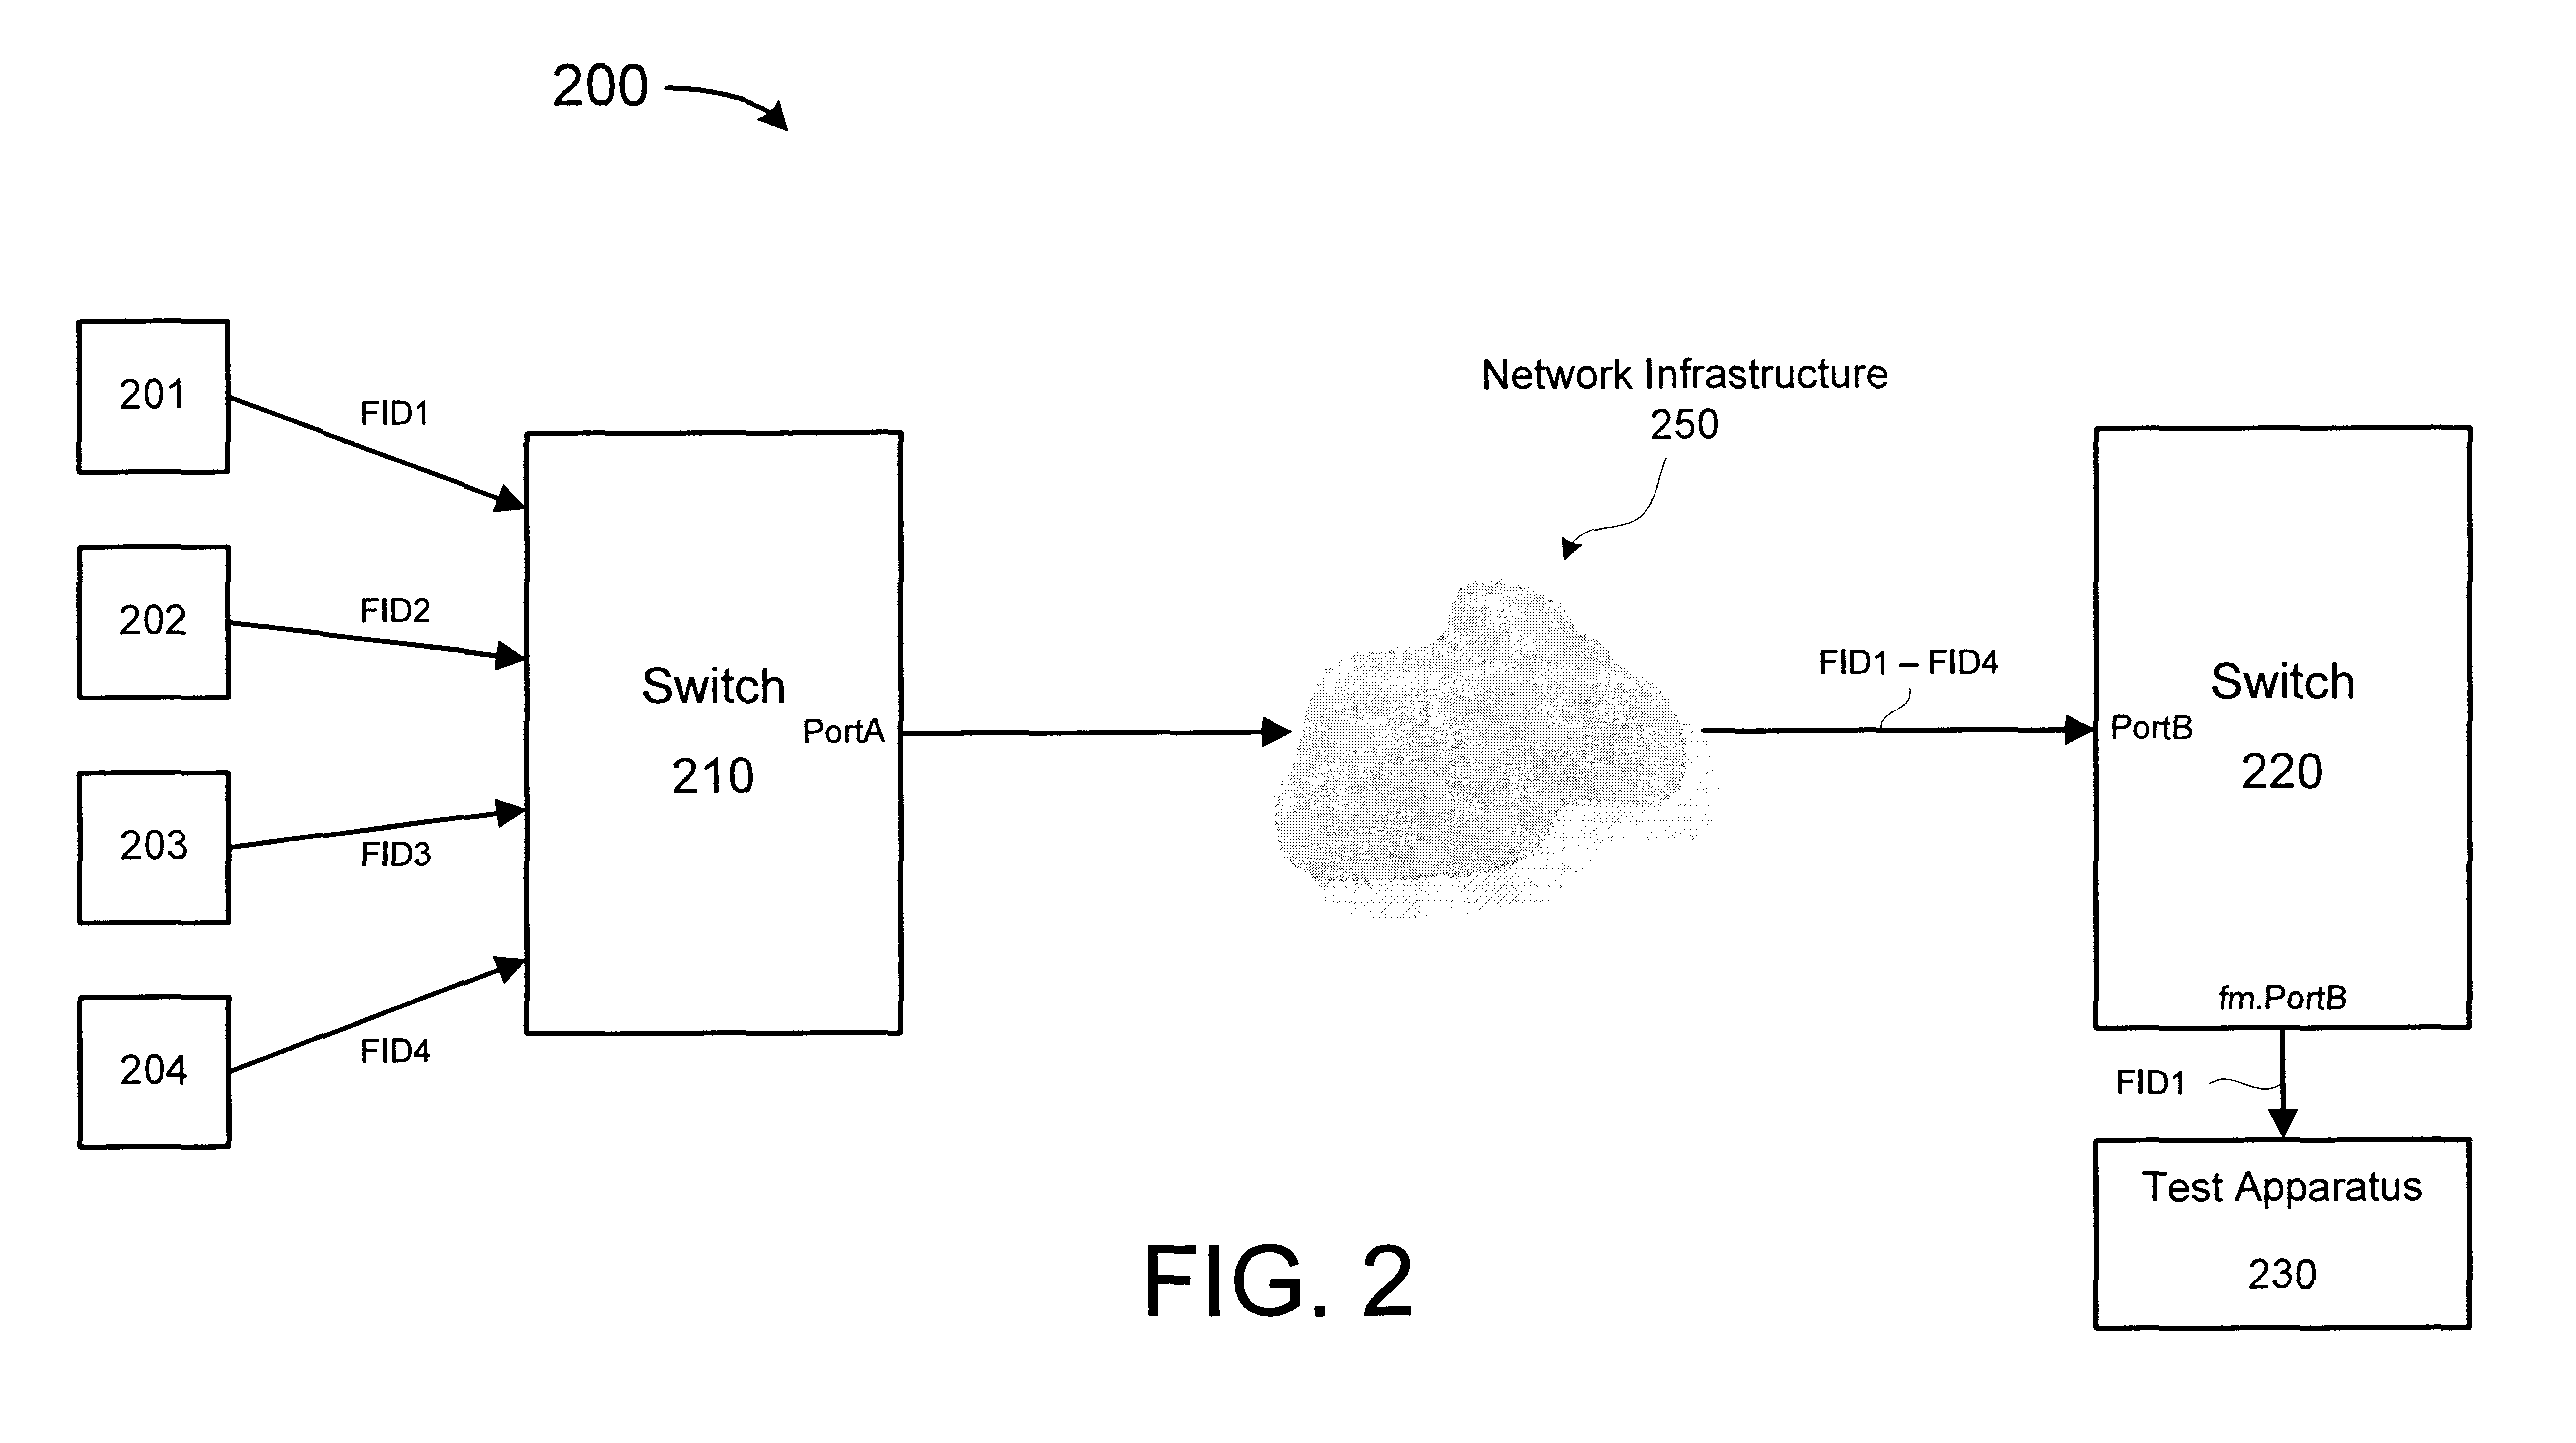 200
201
FID1
202
FID2
203
FID3
204
FID4
Switch
210
PortA
Network Infrastructure
250
FID1 – FID4
Switch
220
PortB
fm.PortB
FID1
Test Apparatus
230
FIG. 2